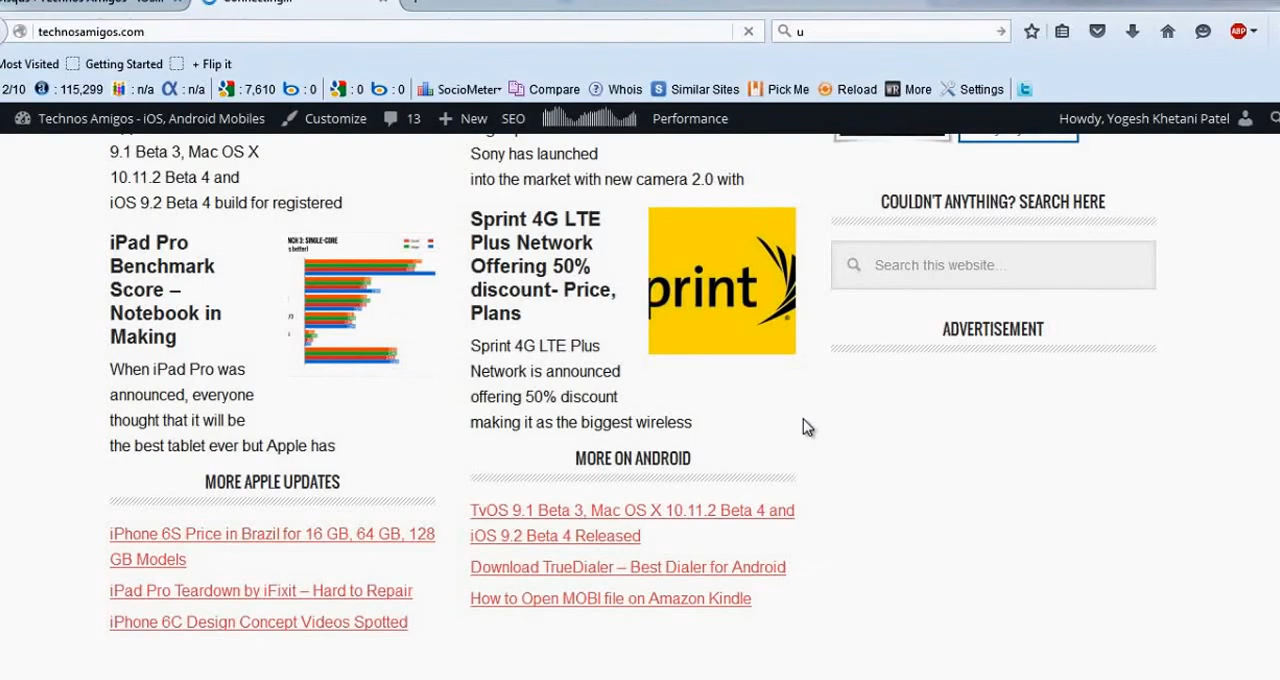 Connecting...
technosamigos.com
u
ABP
Most Visited Getting Started + Flip it
2/10 : 115,299 : n/a : n/a : 7,610 : 0 : 0 : 0 SocioMeter Compare Whois Similar Sites Pick Me Reload More Settings
Technos Amigos - iOS, Android Mobiles Customize 13 New SEO Performance Howdy, Yogesh Khetani Patel
9.1 Beta 3, Mac OS X
10.11.2 Beta 4 and
iOS 9.2 Beta 4 build for registered
iPad Pro
Benchmark
Score –
Notebook in
Making
NCH 3: SINGLE-CORE
When iPad Pro was
announced, everyone
thought that it will be
the best tablet ever but Apple has
MORE APPLE UPDATES
iPhone 6S Price in Brazil for 16 GB, 64 GB, 128
GB Models
iPad Pro Teardown by iFixit – Hard to Repair
iPhone 6C Design Concept Videos Spotted
Sony has launched
into the market with new camera 2.0 with
Sprint 4G LTE
Plus Network
Offering 50%
discount- Price,
Plans
print
Sprint 4G LTE Plus
Network is announced
offering 50% discount
making it as the biggest wireless
MORE ON ANDROID
TvOS 9.1 Beta 3, Mac OS X 10.11.2 Beta 4 and
iOS 9.2 Beta 4 Released
Download TrueDialer – Best Dialer for Android
How to Open MOBI file on Amazon Kindle
COULDN'T ANYTHING? SEARCH HERE
Search this website...
ADVERTISEMENT